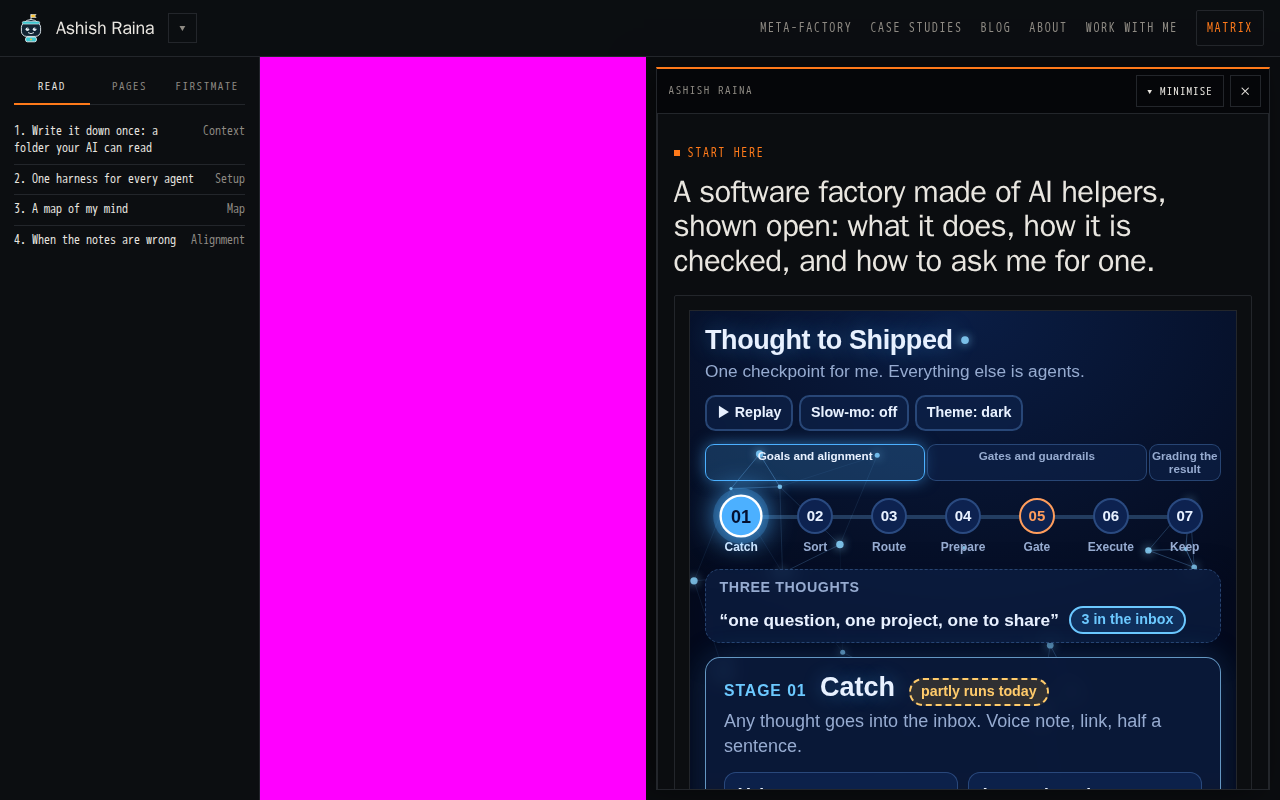 Ashish Raina
META-FACTORY CASE STUDIES BLOG ABOUT WORK WITH ME MATRIX
READ PAGES FIRSTMATE
1. Write it down once: a folder your AI can read Context
2. One harness for every agent Setup
3. A map of my mind Map
4. When the notes are wrong Alignment
ASHISH RAINA
▾ MINIMISE ×
START HERE
A software factory made of AI helpers,
shown open: what it does, how it is
checked, and how to ask me for one.
Thought to Shipped
One checkpoint for me. Everything else is agents.
▶ Replay Slow-mo: off Theme: dark
Goals and alignment Gates and guardrails Grading the result
01 02 03 04 05 06 07
Catch Sort Route Prepare Gate Execute Keep
THREE THOUGHTS
“one question, one project, one to share” 3 in the inbox
STAGE 01 Catch partly runs today
Any thought goes into the inbox. Voice note, link, half a
sentence.